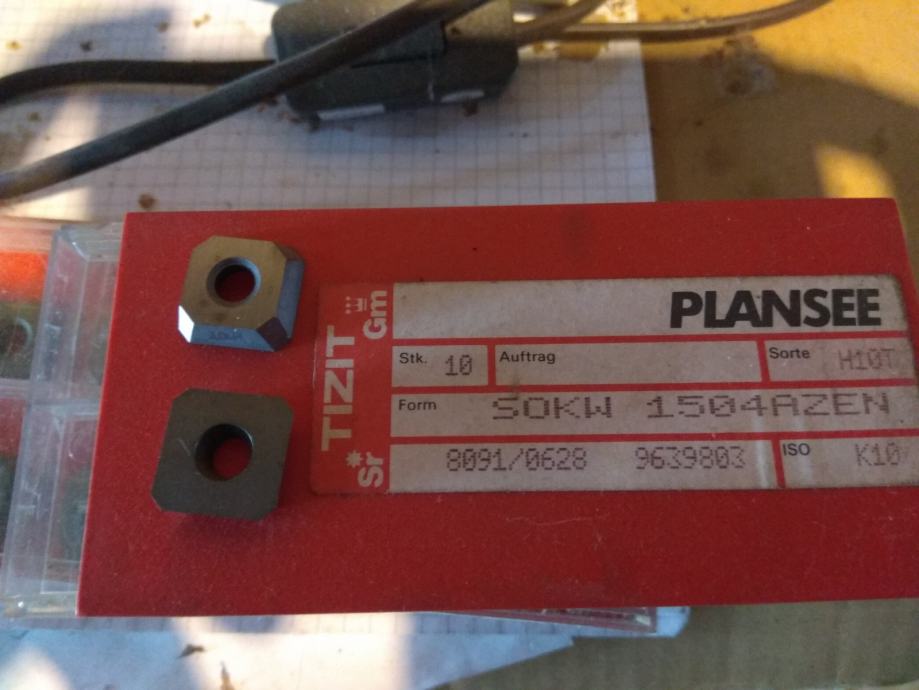 PLANSEE
TIZIT
Gm
Sr
Stk. 10 Auftrag Sorte H10T
Form SOKW 1504AZEN
8091/0628 9639803 ISO K10